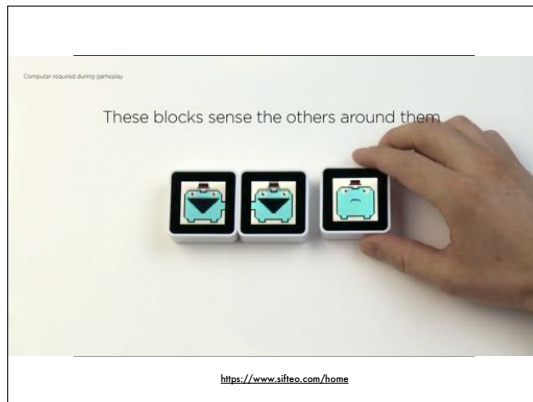 Computer required during gameplay
These blocks sense the others around them
https://www.sifteo.com/home